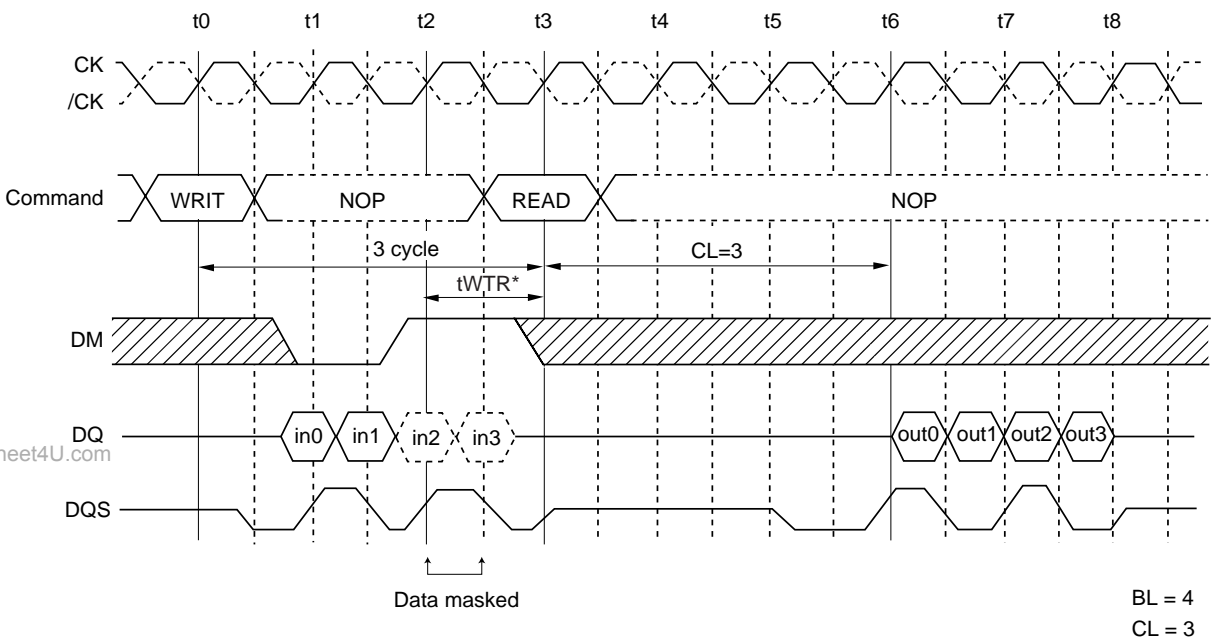 t0 t1 t2 t3 t4 t5 t6 t7 t8
CK
/CK
Command WRIT NOP READ NOP
3 cycle CL=3
tWTR*
DM
DQ in0 in1 in2 in3 out0 out1 out2 out3
heet4U.com
DQS
Data masked
BL = 4
CL = 3